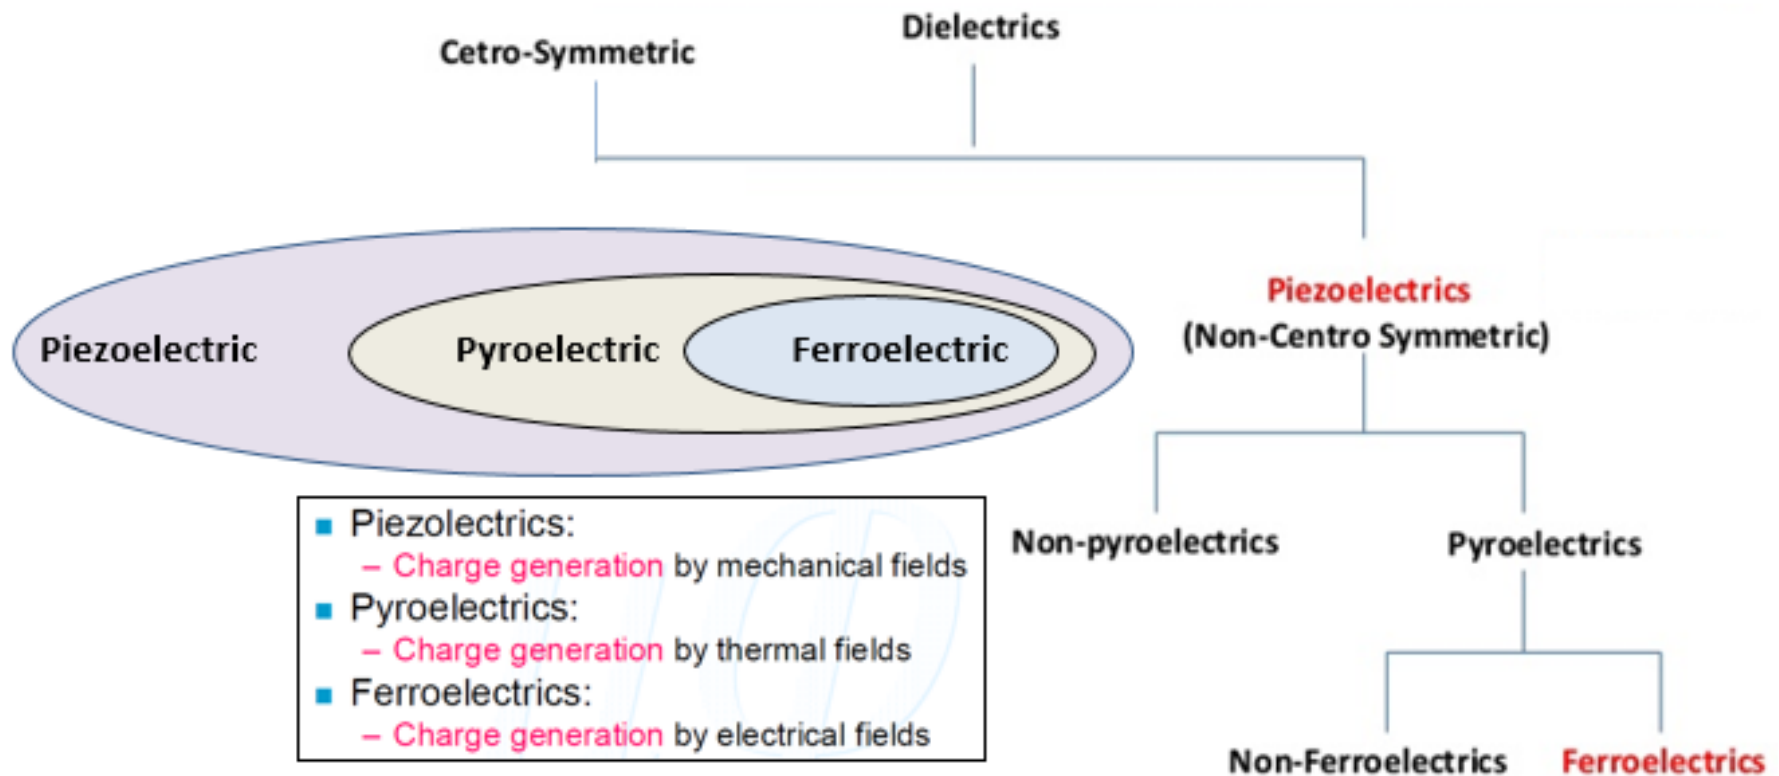 Dielectrics
Cetro-Symmetric
Piezoelectrics
(Non-Centro Symmetric)
Piezoelectric
Pyroelectric
Ferroelectric
■ Piezolectrics:
– Charge generation by mechanical fields
■ Pyroelectrics:
– Charge generation by thermal fields
■ Ferroelectrics:
– Charge generation by electrical fields
Non-pyroelectrics
Pyroelectrics
Non-Ferroelectrics
Ferroelectrics